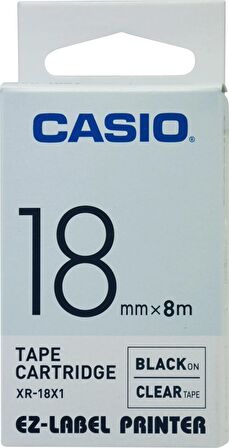 CASIO®
18 mm×8m
TAPE
CARTRIDGE
XR-18X1
BLACK ON
CLEAR TAPE
EZ-LABEL PRINTER